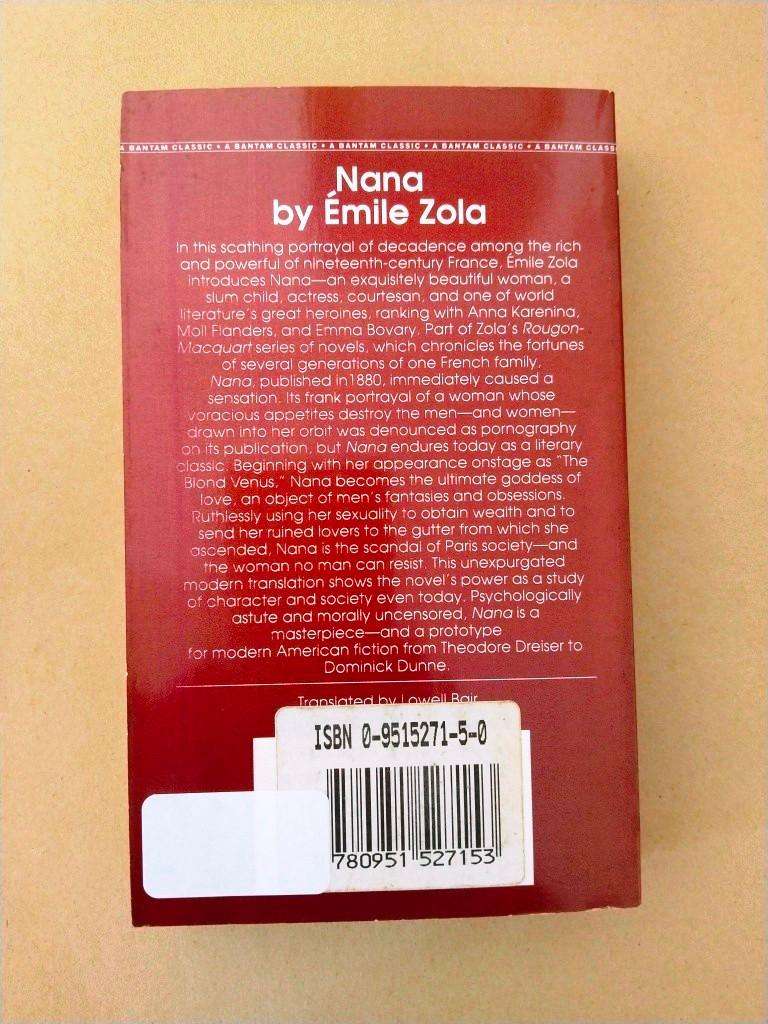 A BANTAM CLASSIC • A BANTAM CLASSIC • A BANTAM CLASSIC • A BANTAM CLASSIC • A BANTAM CLASS
Nana
by Émile Zola
In this scathing portrayal of decadence among the rich
and powerful of nineteenth-century France, Émile Zola
introduces Nana—an exquisitely beautiful woman, a
slum child, actress, courtesan, and one of world
literature's great heroines, ranking with Anna Karenina,
Moll Flanders, and Emma Bovary. Part of Zola's Rougon-
Macquart series of novels, which chronicles the fortunes
of several generations of one French family,
Nana, published in 1880, immediately caused a
sensation. Its frank portrayal of a woman whose
voracious appetites destroy the men—and women—
drawn into her orbit was denounced as pornography
on its publication, but Nana endures today as a literary
classic. Beginning with her appearance onstage as "The
Blond Venus," Nana becomes the ultimate goddess of
love, an object of men's fantasies and obsessions.
Ruthlessly using her sexuality to obtain wealth and to
send her ruined lovers to the gutter from which she
ascended, Nana is the scandal of Paris society—and
the woman no man can resist. This unexpurgated
modern translation shows the novel's power as a study
of character and society even today. Psychologically
astute and morally uncensored, Nana is a
masterpiece—and a prototype
for modern American fiction from Theodore Dreiser to
Dominick Dunne.
Translated by Lowell Bair
ISBN 0-9515271-5-0
780951 527153